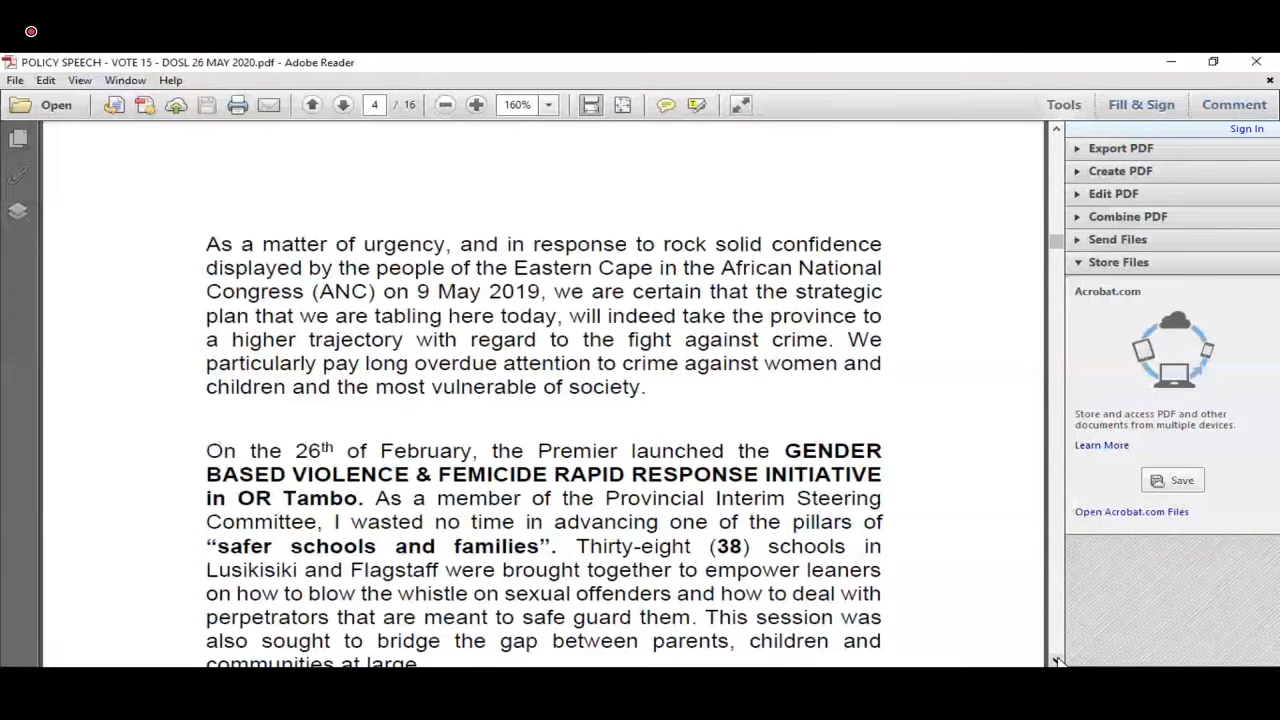 POLICY SPEECH - VOTE 15 - DOSL 26 MAY 2020.pdf - Adobe Reader
File Edit View Window Help
Open 4 / 16 160% Tools Fill & Sign Comment
Sign In
Export PDF
Create PDF
Edit PDF
Combine PDF
Send Files
Store Files
Acrobat.com
Store and access PDF and other
documents from multiple devices.
Learn More
Save
Open Acrobat.com Files
As a matter of urgency, and in response to rock solid confidence
displayed by the people of the Eastern Cape in the African National
Congress (ANC) on 9 May 2019, we are certain that the strategic
plan that we are tabling here today, will indeed take the province to
a higher trajectory with regard to the fight against crime. We
particularly pay long overdue attention to crime against women and
children and the most vulnerable of society.
On the 26th of February, the Premier launched the GENDER
BASED VIOLENCE & FEMICIDE RAPID RESPONSE INITIATIVE
in OR Tambo. As a member of the Provincial Interim Steering
Committee, I wasted no time in advancing one of the pillars of
“safer schools and families”. Thirty-eight (38) schools in
Lusikisiki and Flagstaff were brought together to empower leaners
on how to blow the whistle on sexual offenders and how to deal with
perpetrators that are meant to safe guard them. This session was
also sought to bridge the gap between parents, children and
communities at large.